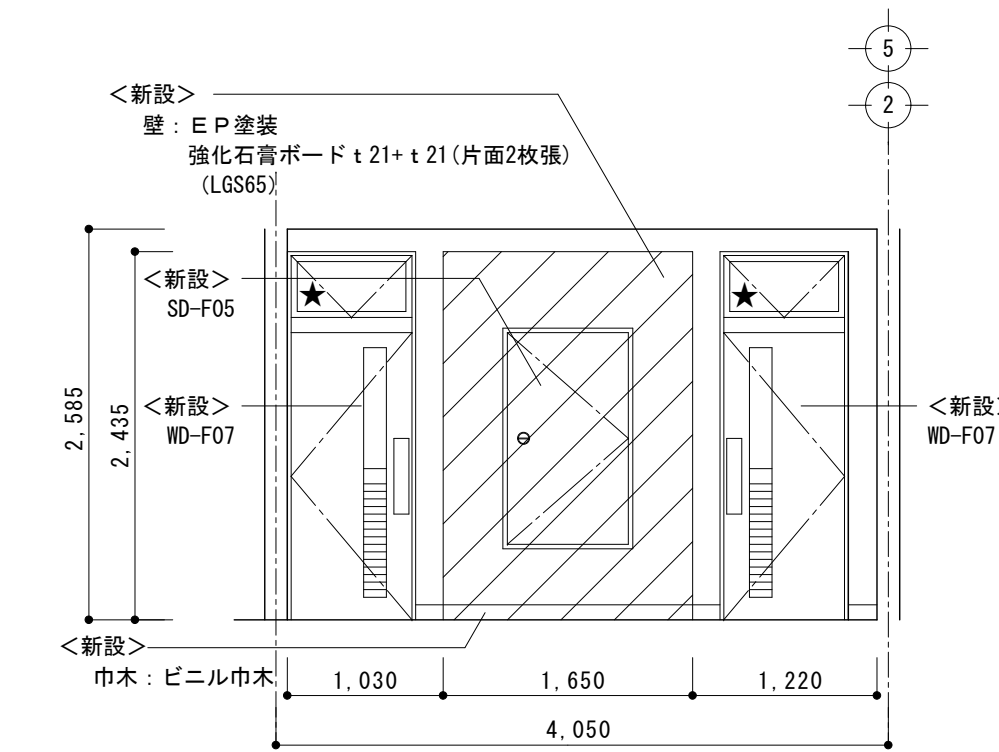 5
2
<新設>
壁：ＥＰ塗装
強化石膏ボードｔ21+ｔ21(片面2枚張)
(LGS65)
<新設>
SD-F05
★
★
<新設>
WD-F07
<新設>
WD-F07
2,585
2,435
<新設>
巾木：ビニル巾木
1,030
1,650
1,220
4,050